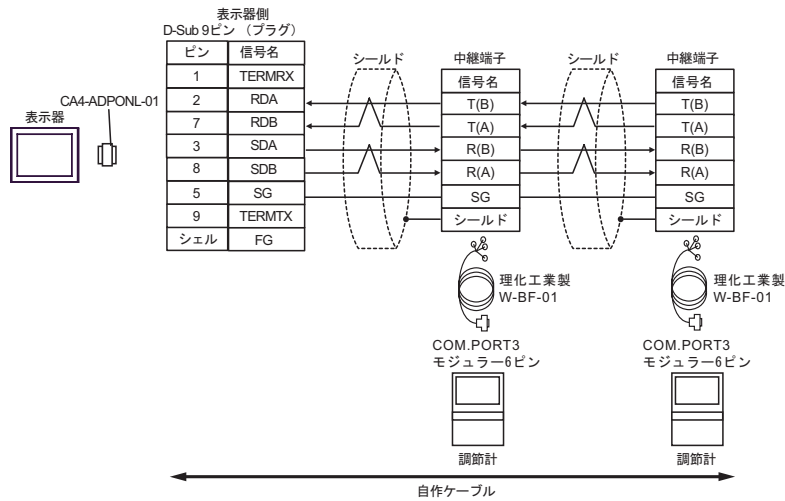 表示器側
D-Sub 9ピン （プラグ）
ピン 信号名
1 TERMRX
2 RDA
7 RDB
3 SDA
8 SDB
5 SG
9 TERMTX
シェル FG
CA4-ADPONL-01
表示器
シールド
中継端子
信号名
T(B)
T(A)
R(B)
R(A)
SG
シールド
シールド
中継端子
信号名
T(B)
T(A)
R(B)
R(A)
SG
シールド
理化工業製
W-BF-01
COM.PORT3
モジュラー6ピン
調節計
理化工業製
W-BF-01
COM.PORT3
モジュラー6ピン
調節計
自作ケーブル